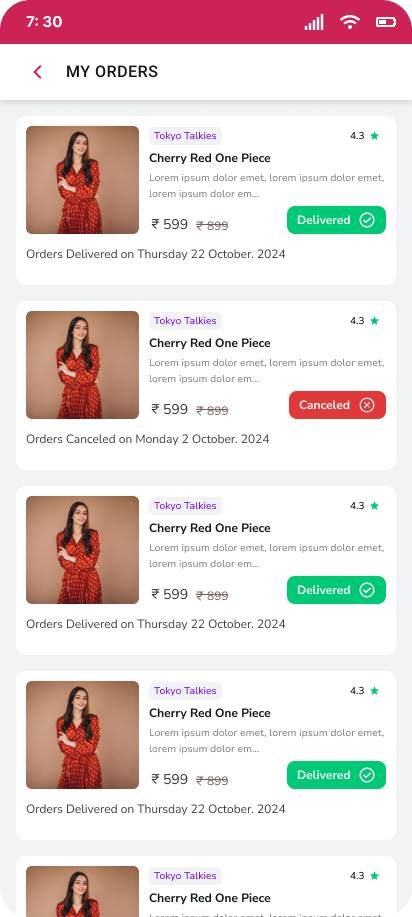 7: 30
MY ORDERS
Tokyo Talkies 4.3
Cherry Red One Piece
Lorem ipsum dolor emet, lorem ipsum dolor emet,
lorem ipsum dolor em...
₹ 599 ₹ 899 Delivered
Orders Delivered on Thursday 22 October. 2024
Tokyo Talkies 4.3
Cherry Red One Piece
Lorem ipsum dolor emet, lorem ipsum dolor emet,
lorem ipsum dolor em...
₹ 599 ₹ 899 Canceled
Orders Canceled on Monday 2 October. 2024
Tokyo Talkies 4.3
Cherry Red One Piece
Lorem ipsum dolor emet, lorem ipsum dolor emet,
lorem ipsum dolor em...
₹ 599 ₹ 899 Delivered
Orders Delivered on Thursday 22 October. 2024
Tokyo Talkies 4.3
Cherry Red One Piece
Lorem ipsum dolor emet, lorem ipsum dolor emet,
lorem ipsum dolor em...
₹ 599 ₹ 899 Delivered
Orders Delivered on Thursday 22 October. 2024
Tokyo Talkies 4.3
Cherry Red One Piece